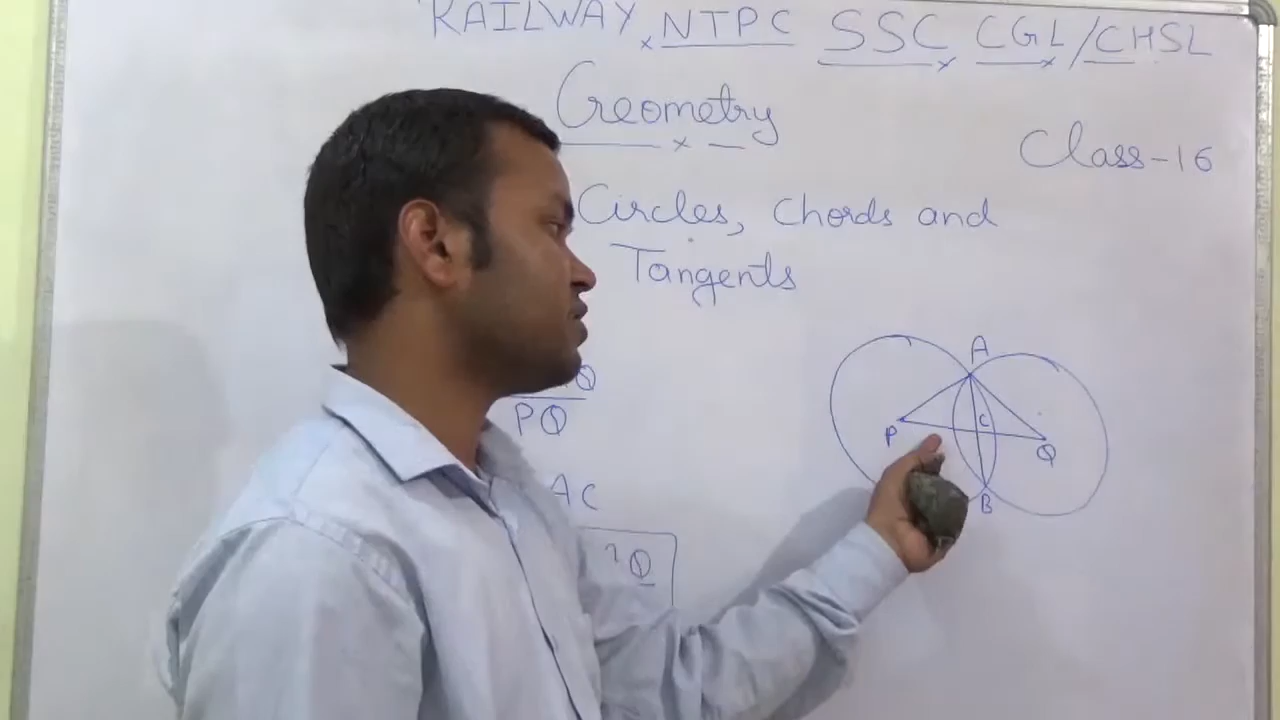 RAILWAY NTPC SSC CGL/CHSL
Geometry
Class-16
Circles, Chords and
Tangents
A
P
C
Q
B
Q
PQ
AC
Q